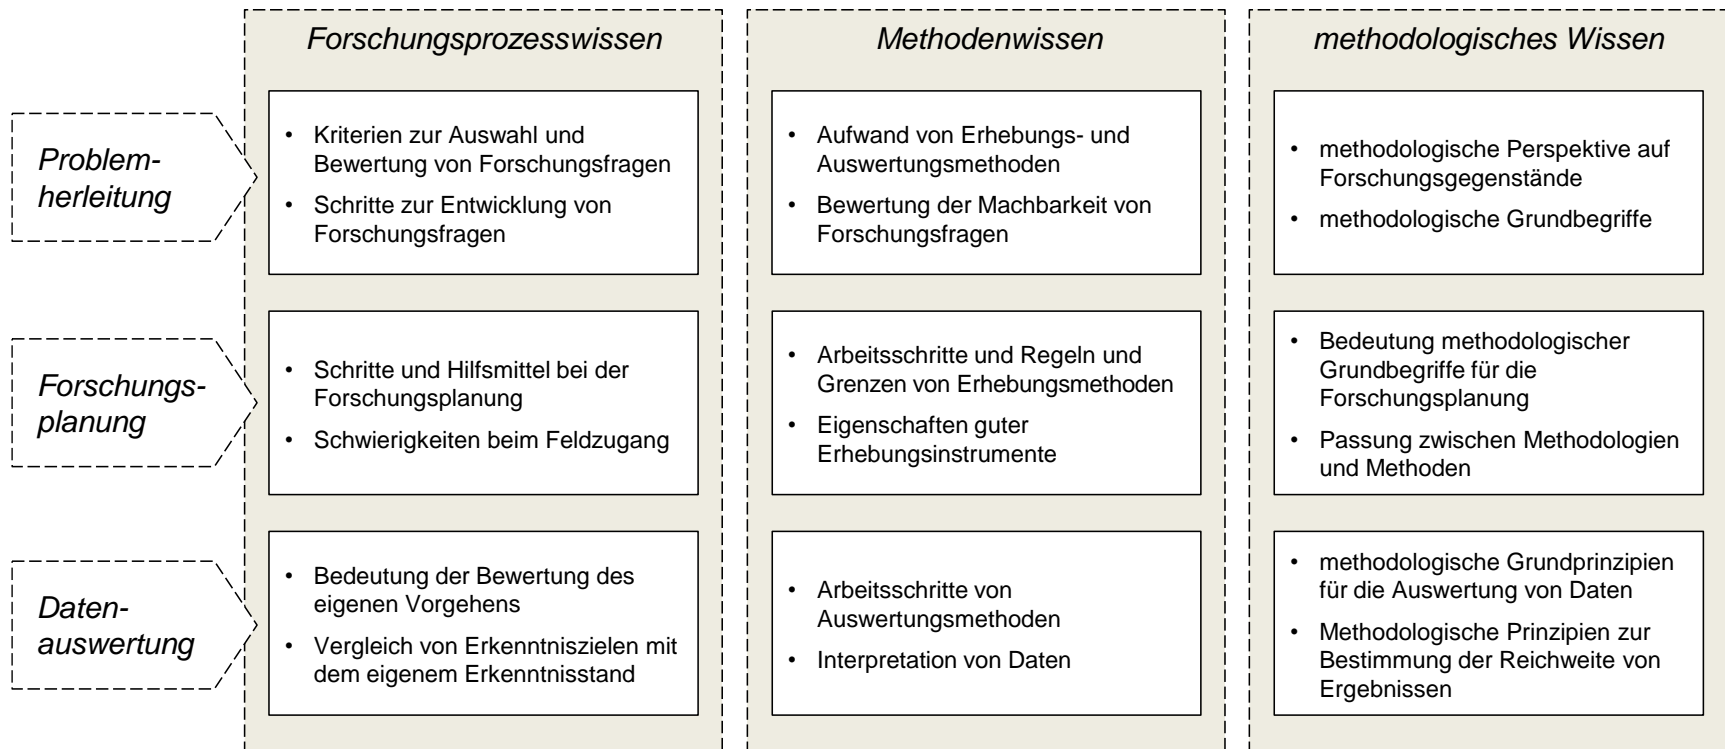 Forschungsprozesswissen
Methodenwissen
methodologisches Wissen
Problem-
herleitung
• Kriterien zur Auswahl und
Bewertung von Forschungsfragen
• Schritte zur Entwicklung von
Forschungsfragen
• Aufwand von Erhebungs- und
Auswertungsmethoden
• Bewertung der Machbarkeit von
Forschungsfragen
• methodologische Perspektive auf
Forschungsgegenstände
• methodologische Grundbegriffe
Forschungs-
planung
• Schritte und Hilfsmittel bei der
Forschungsplanung
• Schwierigkeiten beim Feldzugang
• Arbeitsschritte und Regeln und
Grenzen von Erhebungsmethoden
• Eigenschaften guter
Erhebungsinstrumente
• Bedeutung methodologischer
Grundbegriffe für die
Forschungsplanung
• Passung zwischen Methodologien
und Methoden
Daten-
auswertung
• Bedeutung der Bewertung des
eigenen Vorgehens
• Vergleich von Erkenntniszielen mit
dem eigenem Erkenntnisstand
• Arbeitsschritte von
Auswertungsmethoden
• Interpretation von Daten
• methodologische Grundprinzipien
für die Auswertung von Daten
• Methodologische Prinzipien zur
Bestimmung der Reichweite von
Ergebnissen